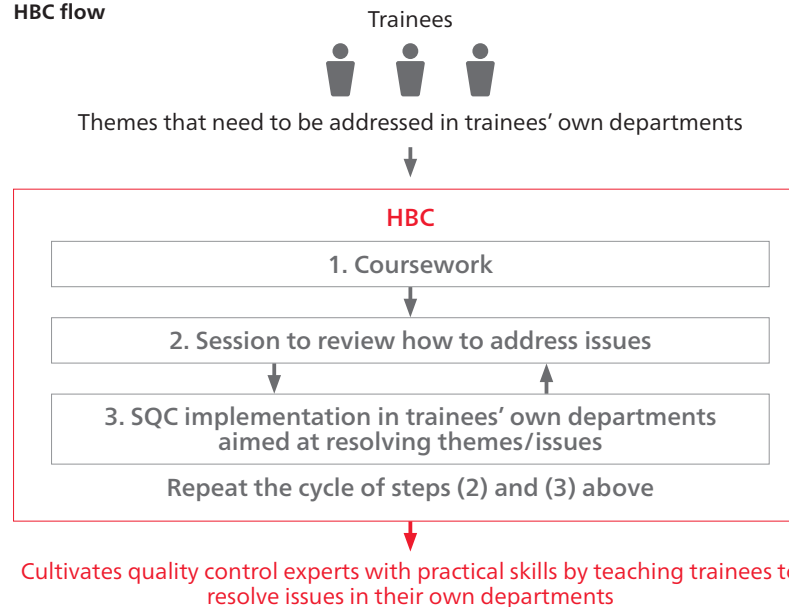 HBC flow
Trainees
Themes that need to be addressed in trainees’ own departments
HBC
1. Coursework
2. Session to review how to address issues
3. SQC implementation in trainees’ own departments
aimed at resolving themes/issues
Repeat the cycle of steps (2) and (3) above
Cultivates quality control experts with practical skills by teaching trainees to
resolve issues in their own departments